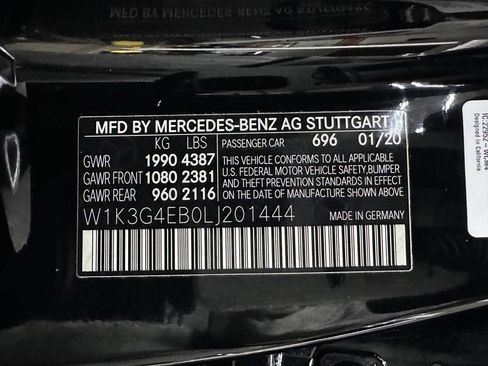 MFD BY MERCEDES-BENZ AG STUTTGART
KG LBS PASSENGER CAR 696 01/20
GVWR 1990 4387
GAWR FRONT 1080 2381
GAWR REAR 960 2116
THIS VEHICLE CONFORMS TO ALL APPLICABLE
U.S. FEDERAL MOTOR VEHICLE SAFETY, BUMPER
AND THEFT PREVENTION STANDARDS IN EFFECT
ON THE DATE OF MANUFACTURE SHOWN ABOVE.
W1K3G4EB0LJ201444
Designed in California